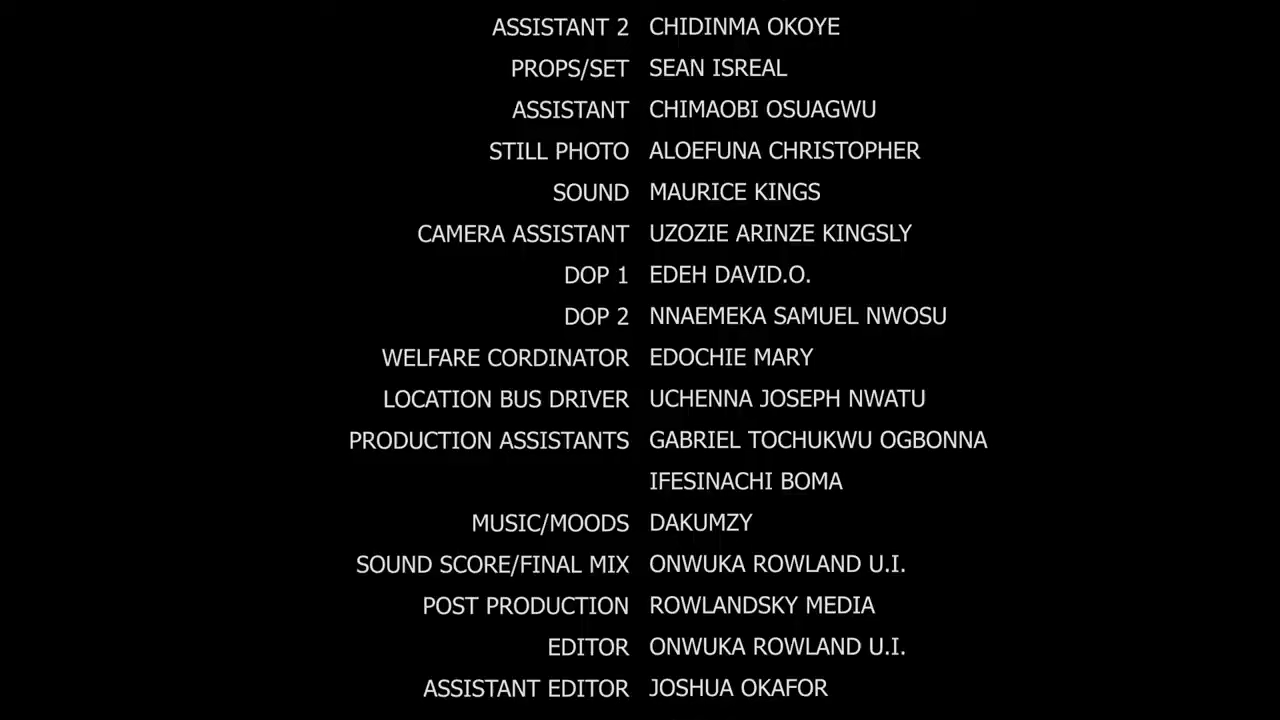 ASSISTANT 2 CHIDINMA OKOYE
PROPS/SET SEAN ISREAL
ASSISTANT CHIMAOBI OSUAGWU
STILL PHOTO ALOEFUNA CHRISTOPHER
SOUND MAURICE KINGS
CAMERA ASSISTANT UZOZIE ARINZE KINGSLY
DOP 1 EDEH DAVID.O.
DOP 2 NNAEMEKA SAMUEL NWOSU
WELFARE CORDINATOR EDOCHIE MARY
LOCATION BUS DRIVER UCHENNA JOSEPH NWATU
PRODUCTION ASSISTANTS GABRIEL TOCHUKWU OGBONNA
IFESINACHI BOMA
MUSIC/MOODS DAKUMZY
SOUND SCORE/FINAL MIX ONWUKA ROWLAND U.I.
POST PRODUCTION ROWLANDSKY MEDIA
EDITOR ONWUKA ROWLAND U.I.
ASSISTANT EDITOR JOSHUA OKAFOR